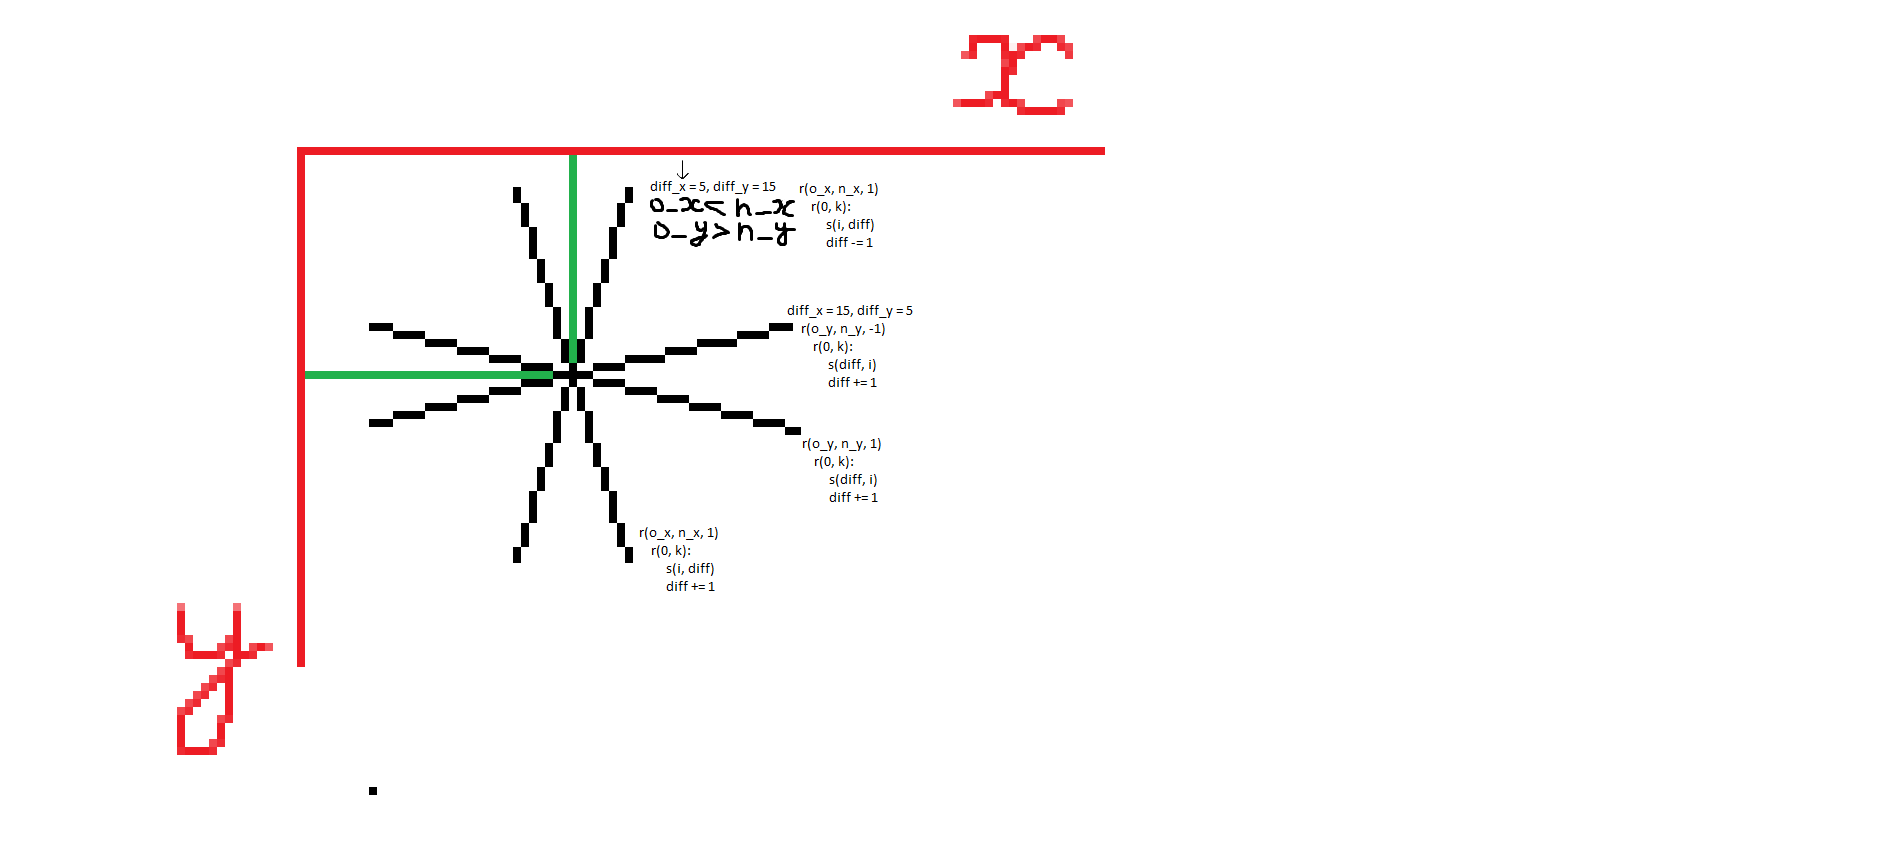 x
diff_x = 5, diff_y = 15
o_x < n_x
o_y > n_y
r(o_x, n_x, 1)
r(0, k):
s(i, diff)
diff -= 1
diff_x = 15, diff_y = 5
r(o_y, n_y, -1)
r(0, k):
s(diff, i)
diff += 1
r(o_y, n_y, 1)
r(0, k):
s(diff, i)
diff += 1
r(o_x, n_x, 1)
r(0, k):
s(i, diff)
diff += 1
y